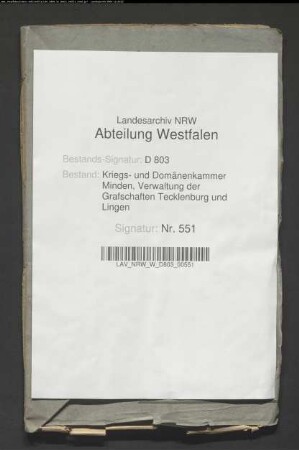 Landesarchiv NRW
Abteilung Westfalen
Bestands-Signatur: D 803
Bestand: Kriegs- und Domänenkammer
Minden, Verwaltung der
Grafschaften Tecklenburg und
Lingen
Signatur: Nr. 551
LAV_NRW_W_D803_00551